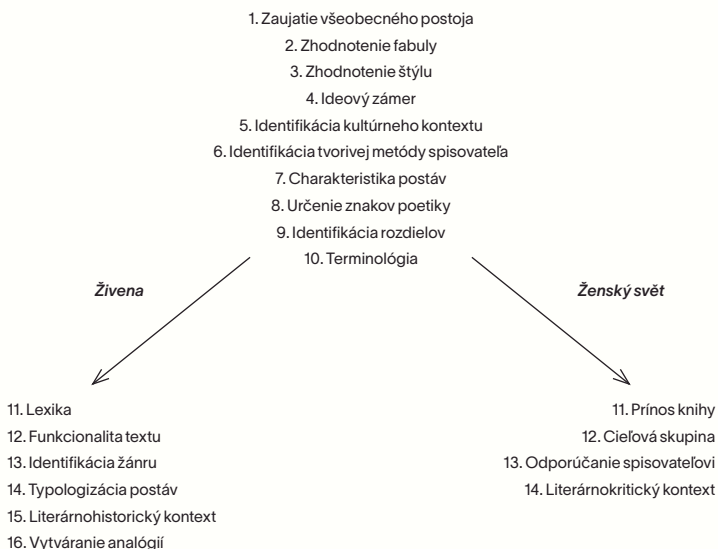 1. Zaujatie všeobecného postoja
2. Zhodnotenie fabuly
3. Zhodnotenie štýlu
4. Ideový zámer
5. Identifikácia kultúrneho kontextu
6. Identifikácia tvorivej metódy spisovateľa
7. Charakteristika postáv
8. Určenie znakov poetiky
9. Identifikácia rozdielov
10. Terminológia
Živena
Ženský svět
11. Lexika
12. Funkcionalita textu
13. Identifikácia žánru
14. Typologizácia postáv
15. Literárnohistorický kontext
16. Vytváranie analógií
11. Prínos knihy
12. Cieľová skupina
13. Odporúčanie spisovateľovi
14. Literárnokritický kontext